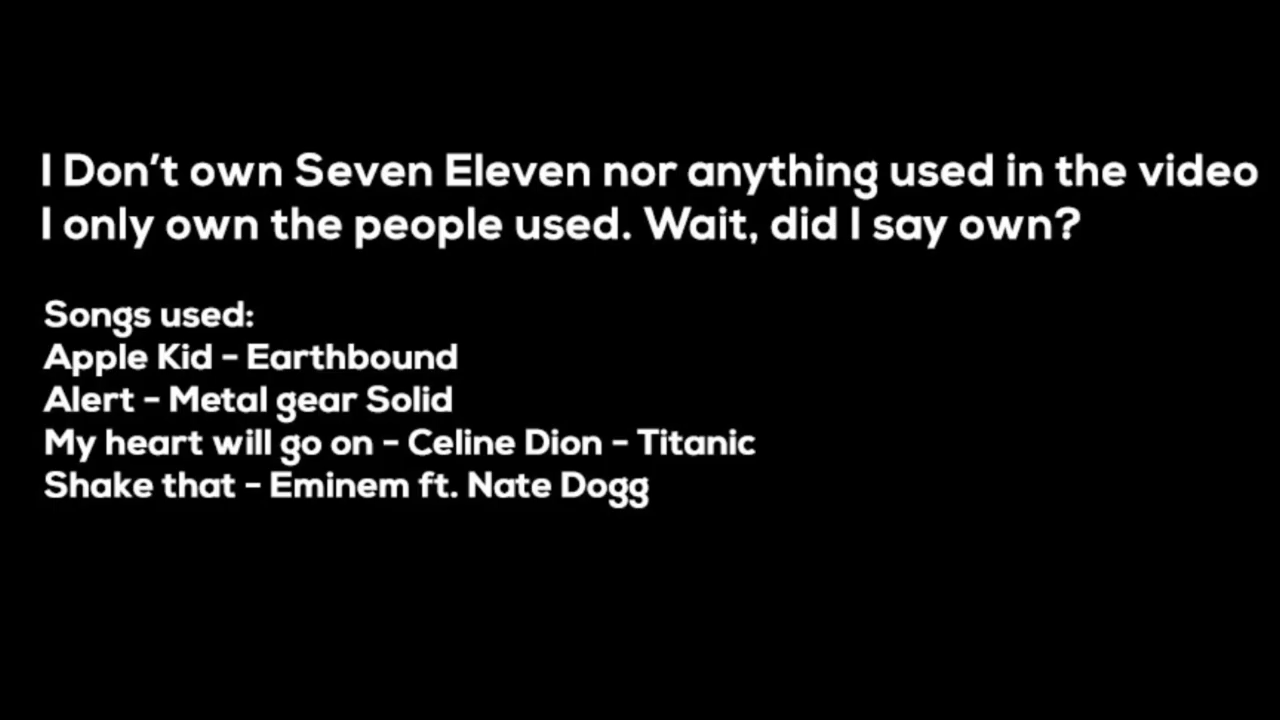 I Don’t own Seven Eleven nor anything used in the video
I only own the people used. Wait, did I say own?
Songs used:
Apple Kid - Earthbound
Alert - Metal gear Solid
My heart will go on - Celine Dion - Titanic
Shake that - Eminem ft. Nate Dogg